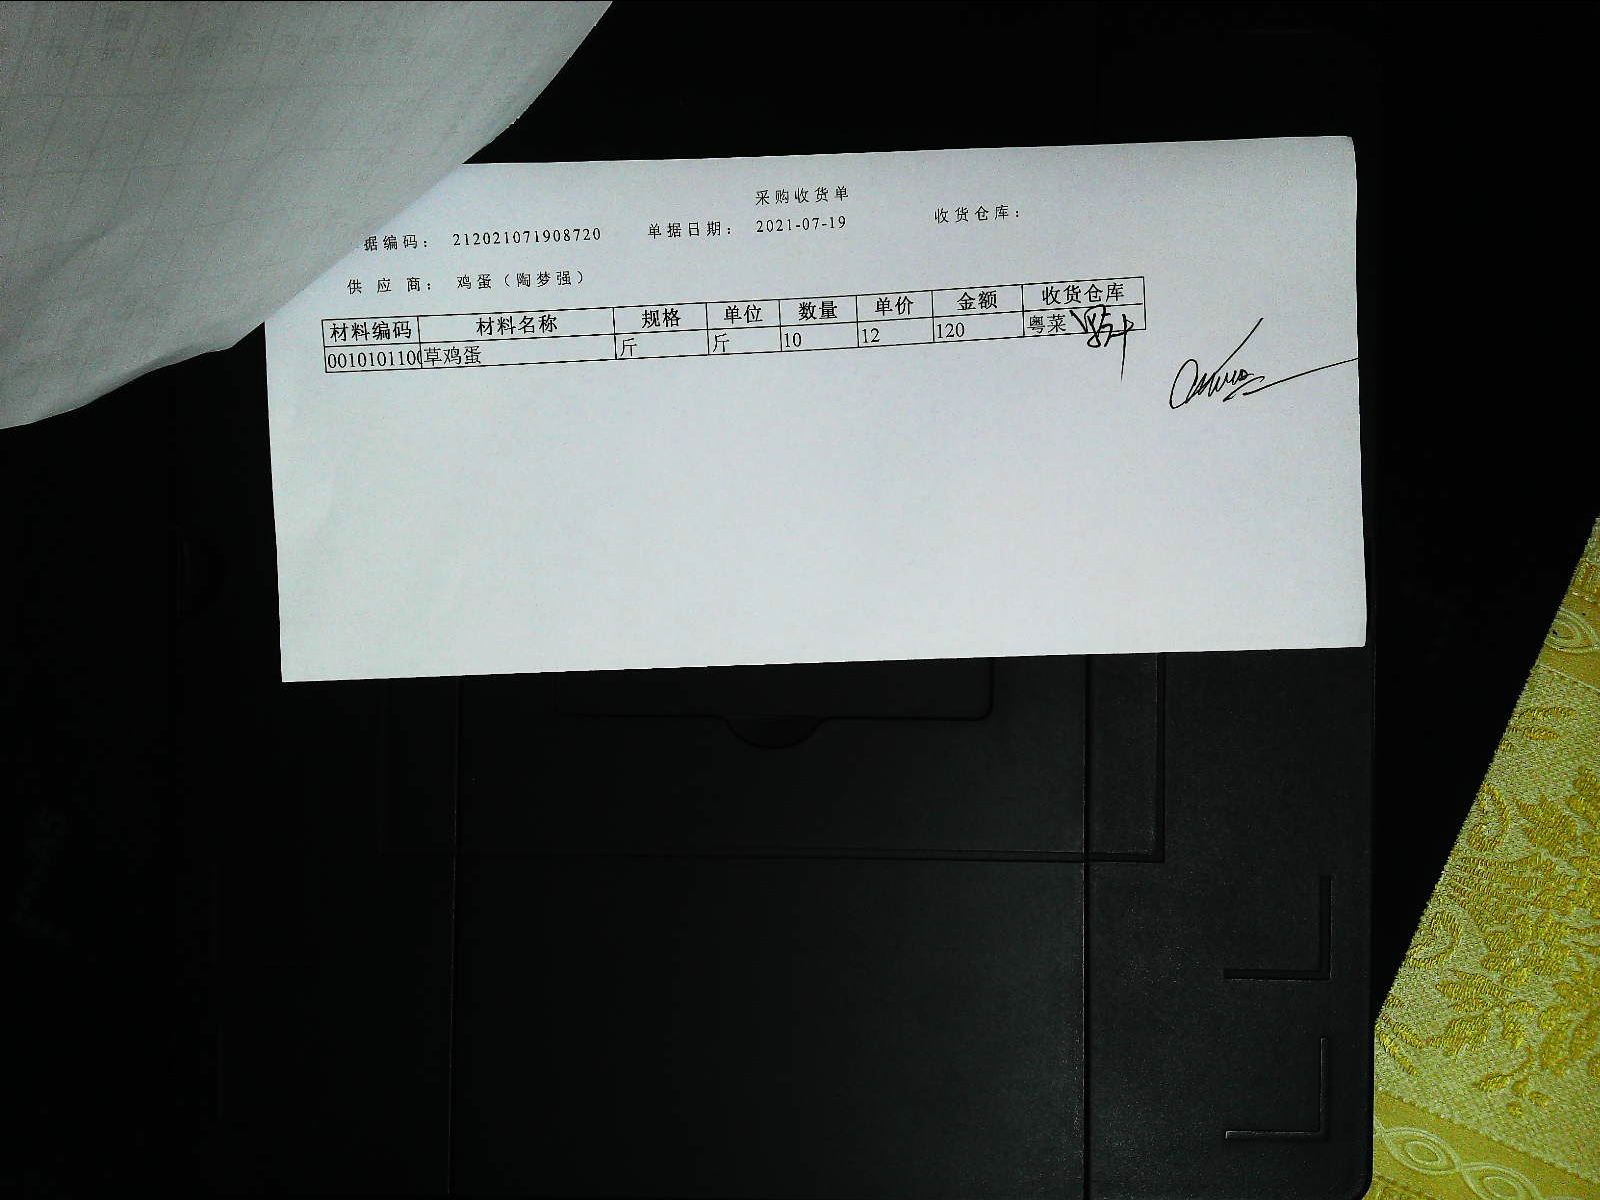 采购收货单
据编码： 212021071908720 单据日期： 2021-07-19 收货仓库：
供应商： 鸡蛋（陶梦强）
材料编码 材料名称 规格 单位 数量 单价 金额 收货仓库
0010101100 草鸡蛋 斤 斤 10 12 120 粤菜